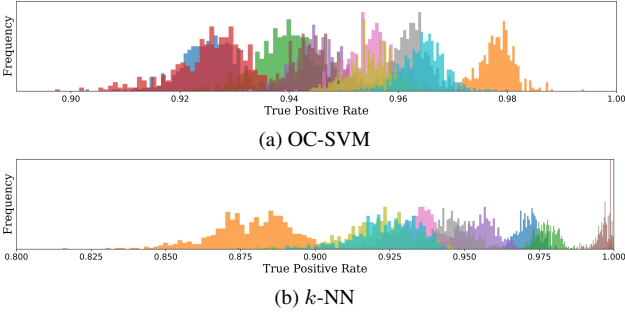 Frequency
0.90 0.92 0.94 0.96 0.98 1.00
True Positive Rate
(a) OC-SVM
Frequency
0.800 0.825 0.850 0.875 0.900 0.925 0.950 0.975 1.000
True Positive Rate
(b) k-NN